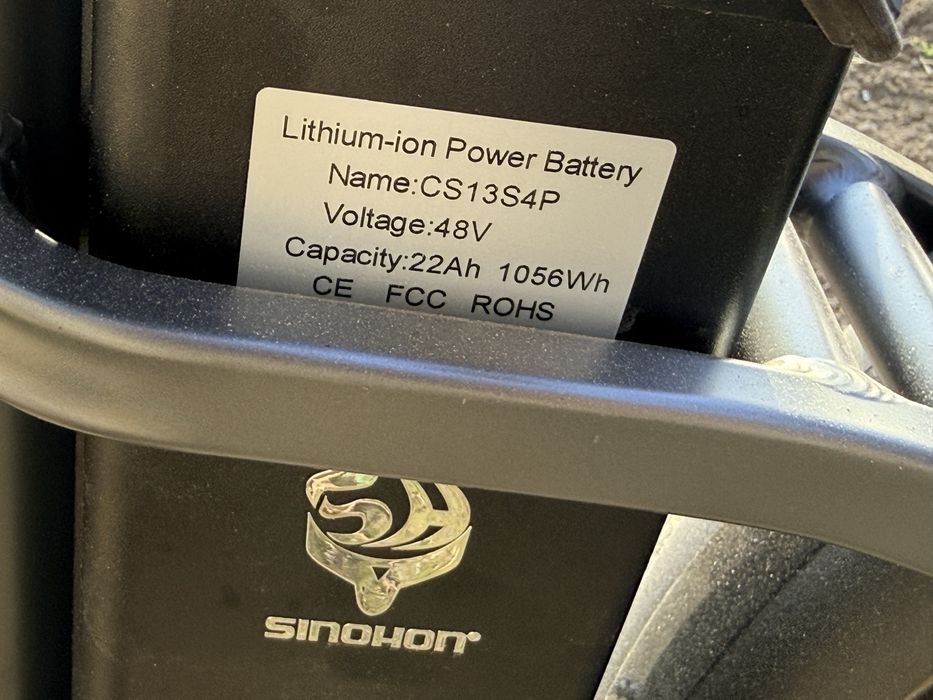 Lithium-ion Power Battery
Name:CS13S4P
Voltage:48V
Capacity:22Ah 1056Wh
CE FCC ROHS
SINOHON